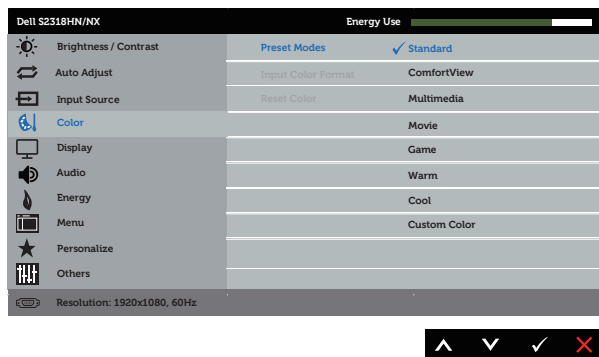 Dell S2318HN/NX Energy Use
Brightness / Contrast Preset Modes Standard
Auto Adjust Input Color Format ComfortView
Input Source Reset Color Multimedia
Color Movie
Display Game
Audio Warm
Energy Cool
Menu Custom Color
Personalize
Others
Resolution: 1920x1080, 60Hz